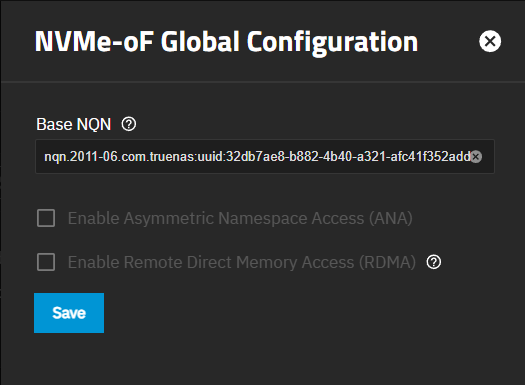 NVMe-oF Global Configuration
Base NQN
nqn.2011-06.com.truenas:uuid:32db7ae8-b882-4b40-a321-afc41f352add
Enable Asymmetric Namespace Access (ANA)
Enable Remote Direct Memory Access (RDMA)
Save